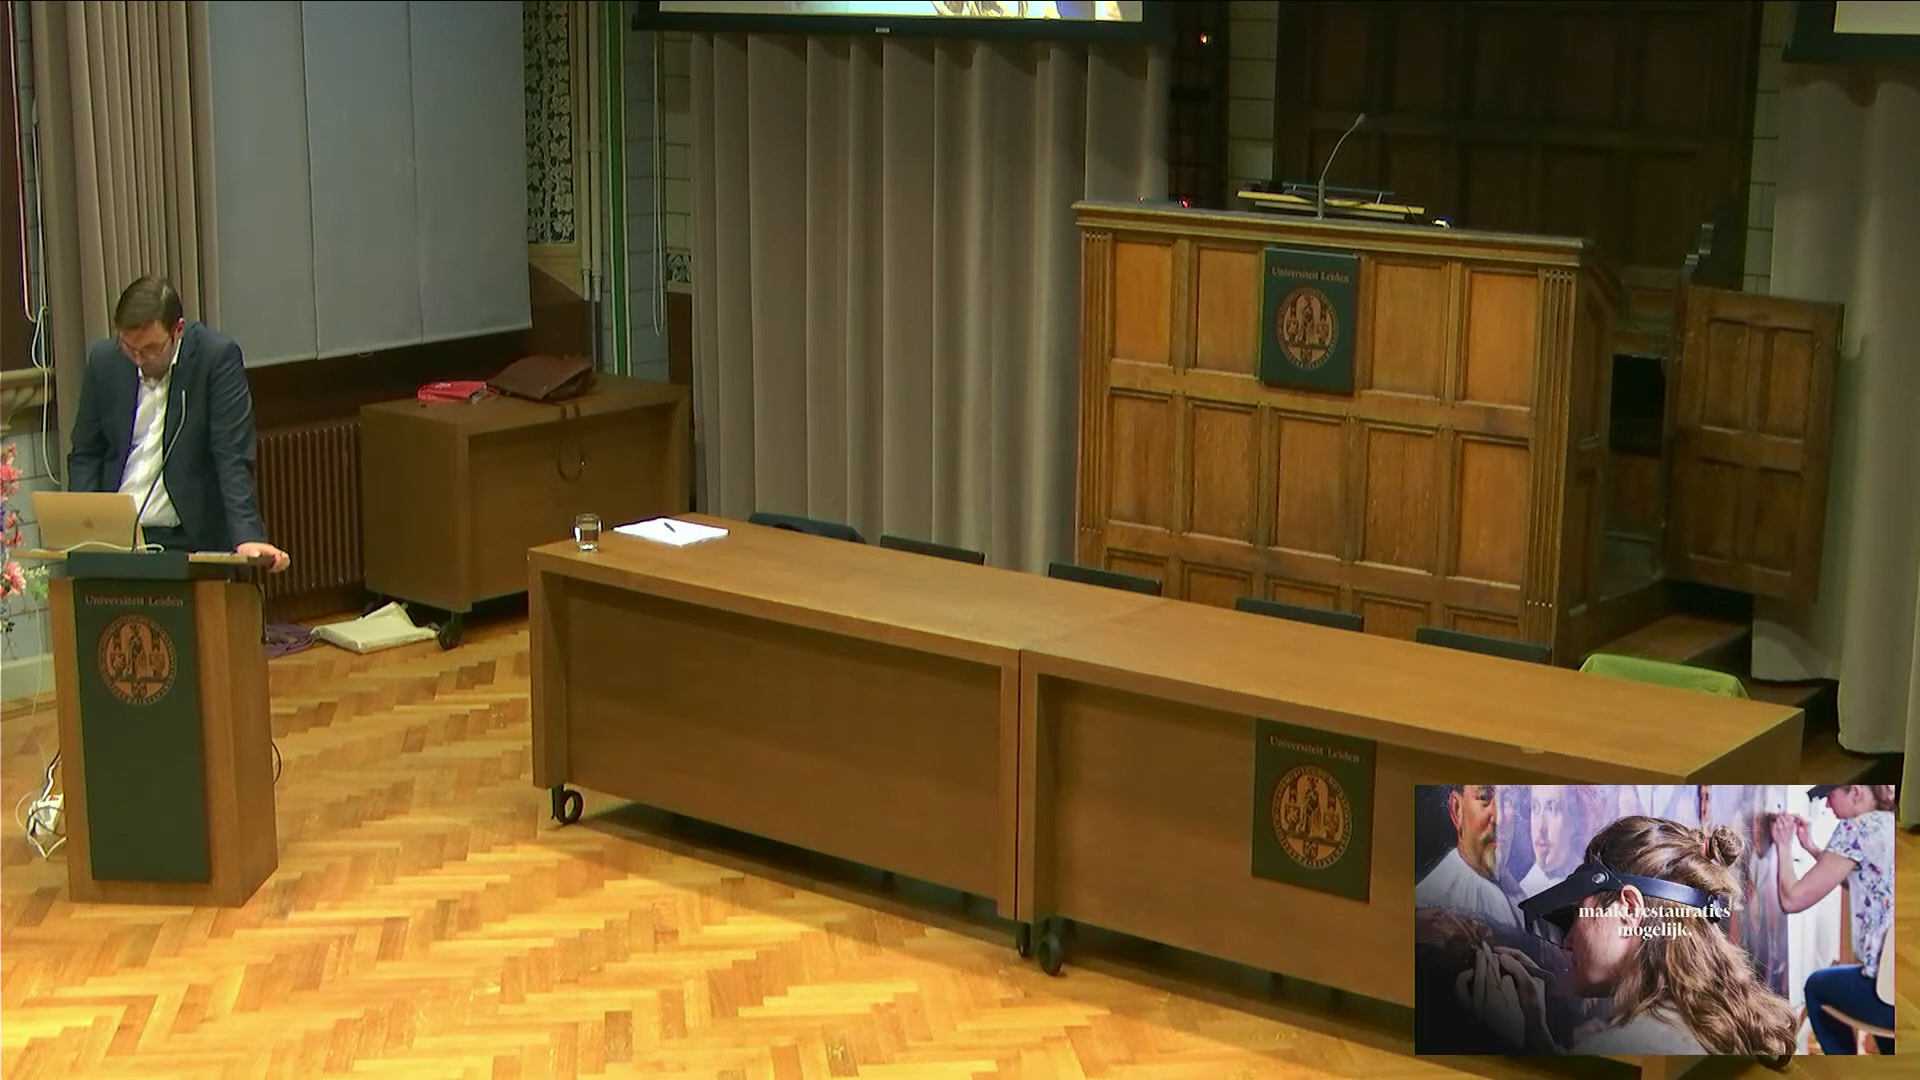 Universiteit Leiden
Universiteit Leiden
Universiteit Leiden
maakt restauraties
mogelijk.